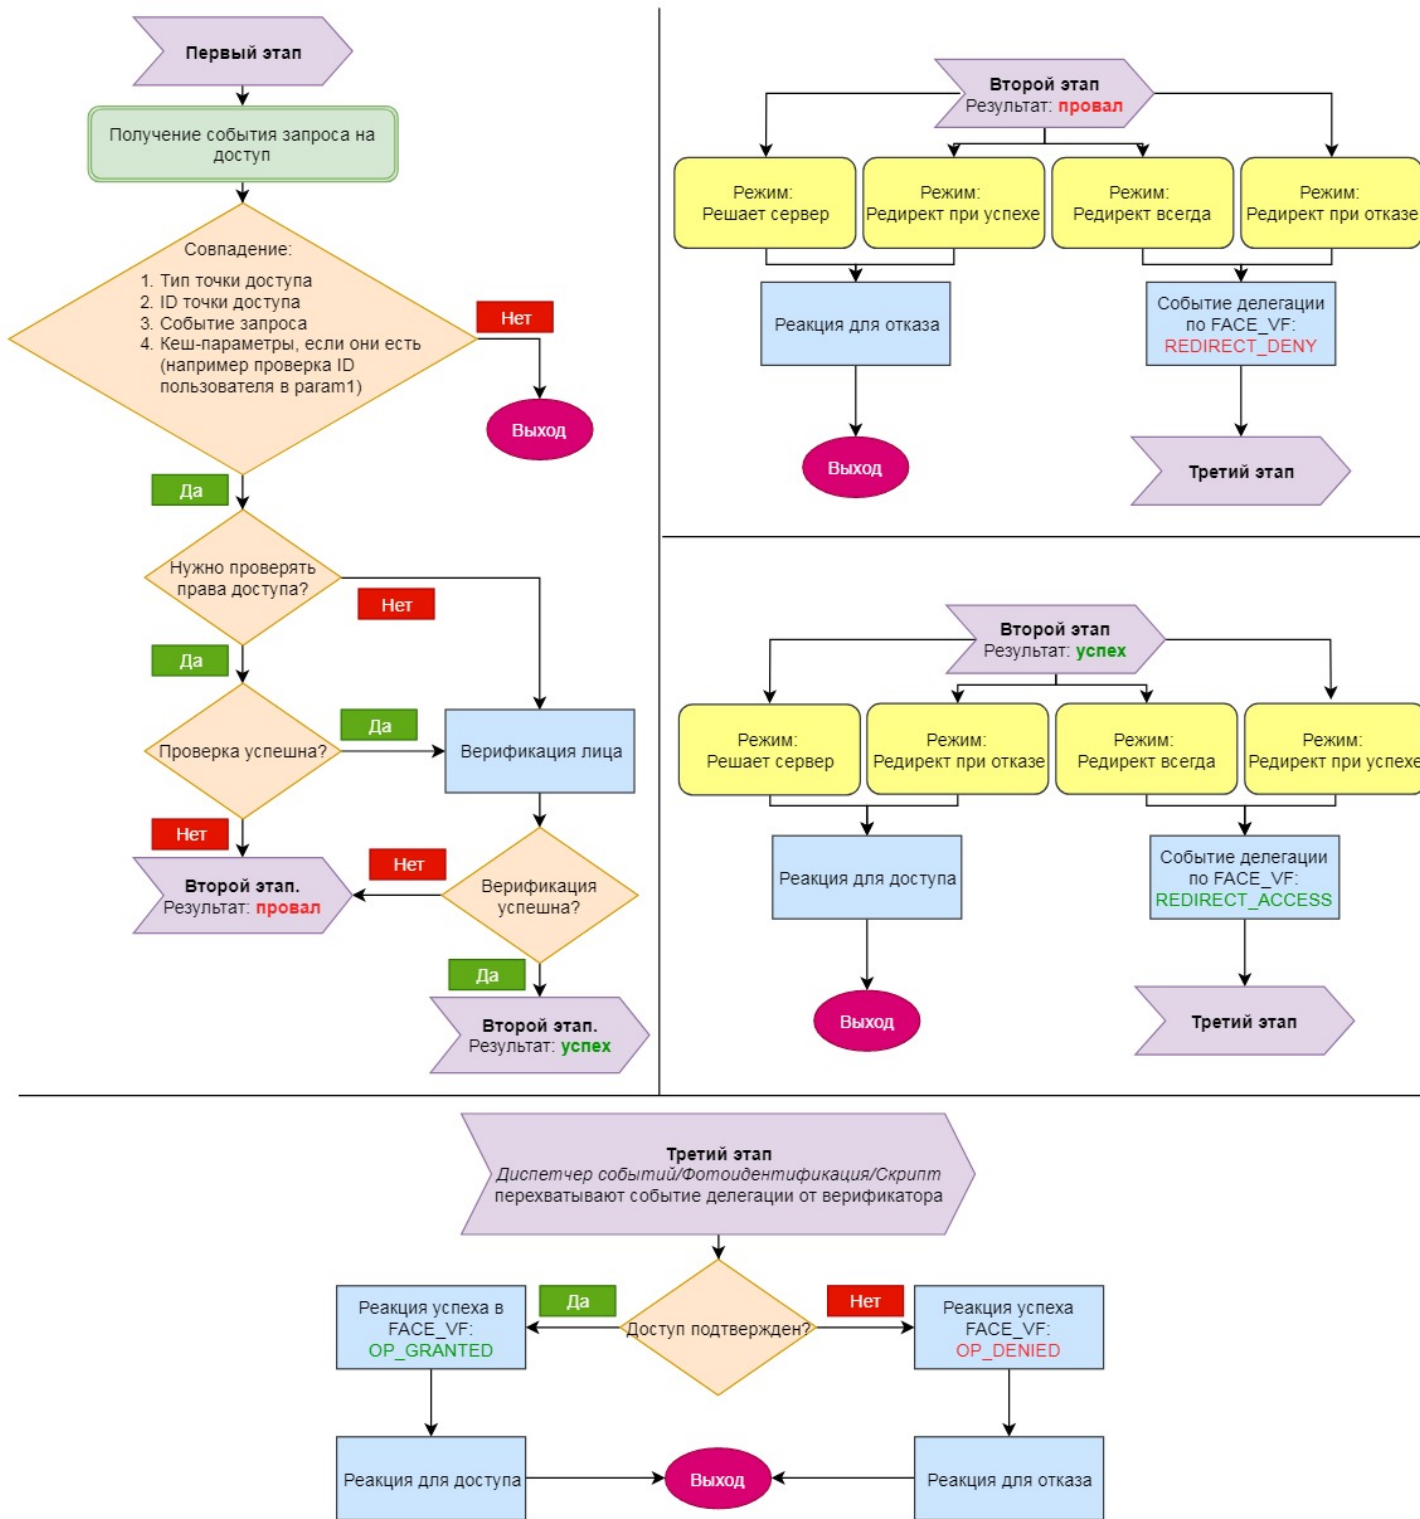 Первый этап
Получение события запроса на
доступ
Совпадение:
1. Тип точки доступа
2. ID точки доступа
3. Событие запроса
4. Кеш-параметры, если они есть
(например проверка ID
пользователя в param1)
Нет
Выход
Да
Нужно проверять
права доступа?
Нет
Да
Проверка успешна?
Да
Верификация лица
Нет
Второй этап.
Результат: провал
Нет
Верификация
успешна?
Да
Второй этап.
Результат: успех
Второй этап
Результат: провал
Режим:
Решает сервер
Режим:
Редирект при успехе
Режим:
Редирект всегда
Режим:
Редирект при отказе
Реакция для отказа
Событие делегации
по FACE_VF:
REDIRECT_DENY
Выход
Третий этап
Второй этап
Результат: успех
Режим:
Решает сервер
Режим:
Редирект при отказе
Режим:
Редирект всегда
Режим:
Редирект при успехе
Реакция для доступа
Событие делегации
по FACE_VF:
REDIRECT_ACCESS
Выход
Третий этап
Третий этап
Диспетчер событий/Фотоидентификация/Скрипт
перехватывают событие делегации от верификатора
Реакция успеха в
FACE_VF:
OP_GRANTED
Да
Доступ подтвержден?
Нет
Реакция успеха
FACE_VF:
OP_DENIED
Реакция для доступа
Выход
Реакция для отказа